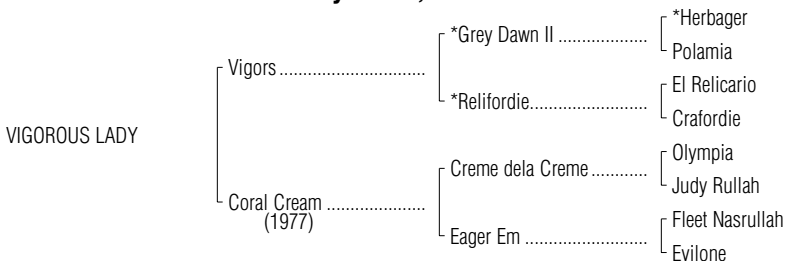 *Herbager
*Grey Dawn II ...................
Polamia
Vigors ...............................
El Relicario
*Relifordie.........................
Crafordie
VIGOROUS LADY
Olympia
Creme dela Creme ............
Judy Rullah
Coral Cream .....................
(1977)
Fleet Nasrullah
Eager Em ..........................
Evilone